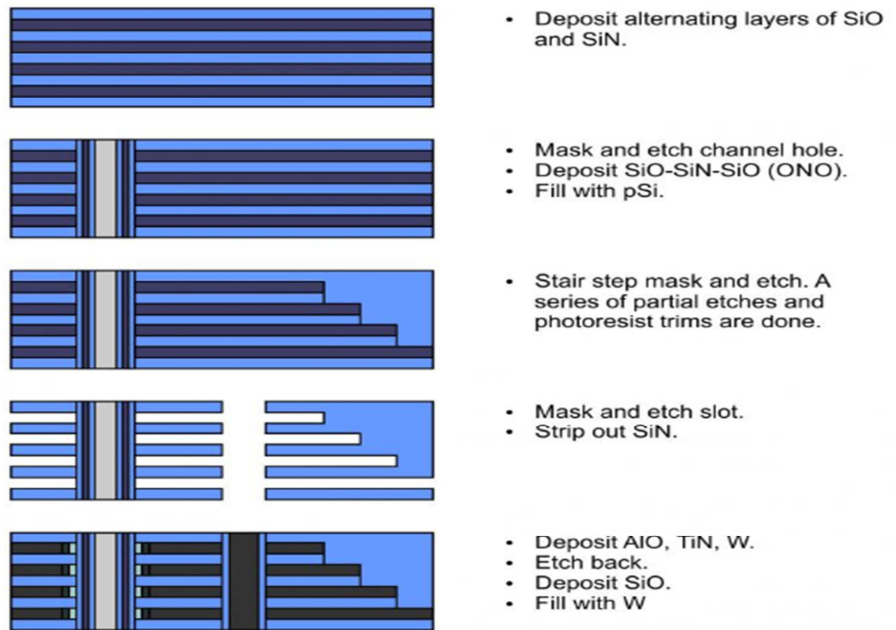 • Deposit alternating layers of SiO
and SiN.
• Mask and etch channel hole.
• Deposit SiO-SiN-SiO (ONO).
• Fill with pSi.
• Stair step mask and etch. A
series of partial etches and
photoresist trims are done.
• Mask and etch slot.
• Strip out SiN.
• Deposit AlO, TiN, W.
• Etch back.
• Deposit SiO.
• Fill with W